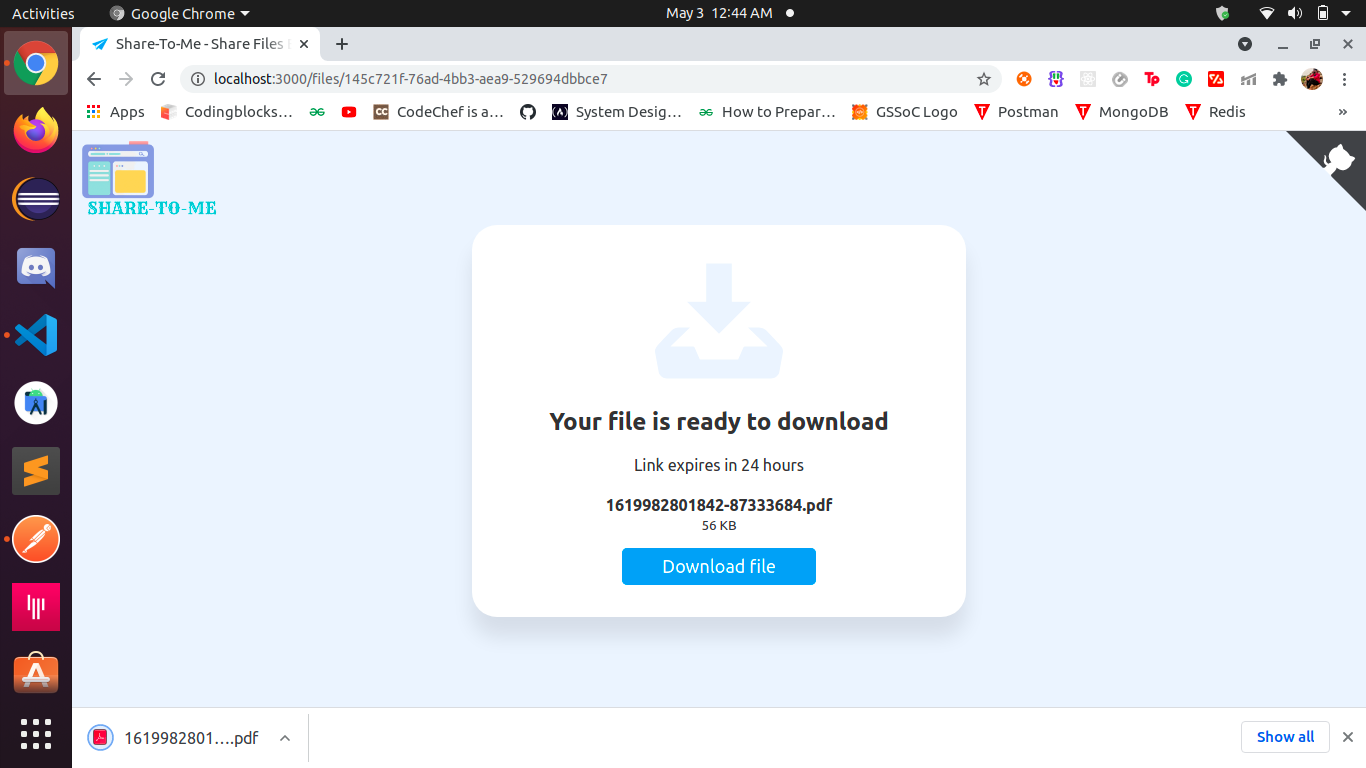 Activities Google Chrome May 3 12:44 AM
Share-To-Me - Share Files
localhost:3000/files/145c721f-76ad-4bb3-aea9-529694dbbce7
Apps Codingblocks... CodeChef is a... System Desig... How to Prepar... GSSoC Logo Postman MongoDB Redis »
SHARE-TO-ME
Your file is ready to download
Link expires in 24 hours
1619982801842-87333684.pdf
56 KB
Download file
1619982801....pdf Show all